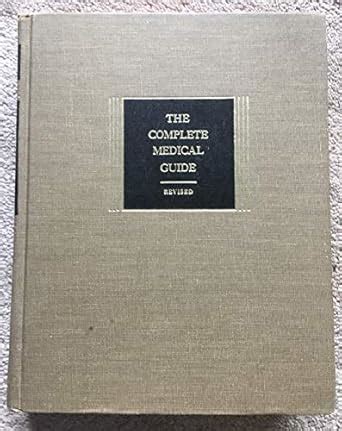 THE
COMPLETE
MEDICAL
GUIDE
REVISED